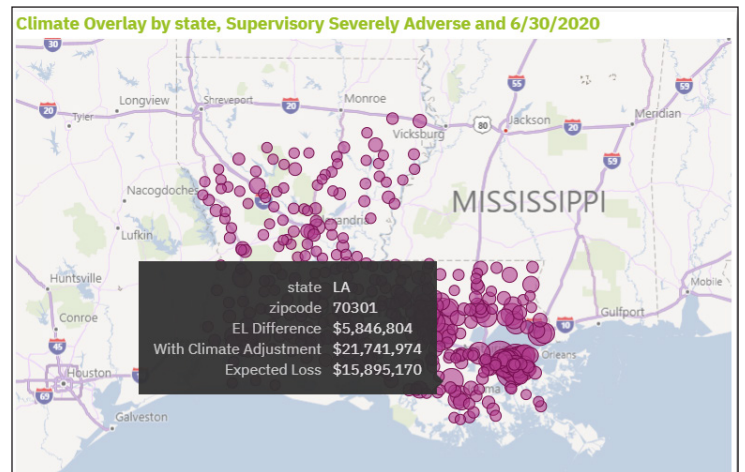 Climate Overlay by state, Supervisory Severely Adverse and 6/30/2020
30
Longview
Shreveport
20
Monroe
55
59
20
Tyler
Vicksburg
80
Jackson
20
Meridian
59
Nacogdoches
Alexandria
MISSISSIPPI
Lufkin
Huntsville
Conroe
45
Houston
69
10
Galveston
state LA
zipcode 70301
EL Difference $5,846,804
With Climate Adjustment $21,741,974
Expected Loss $15,895,170
Mobile
Gulfport
10
Orleans